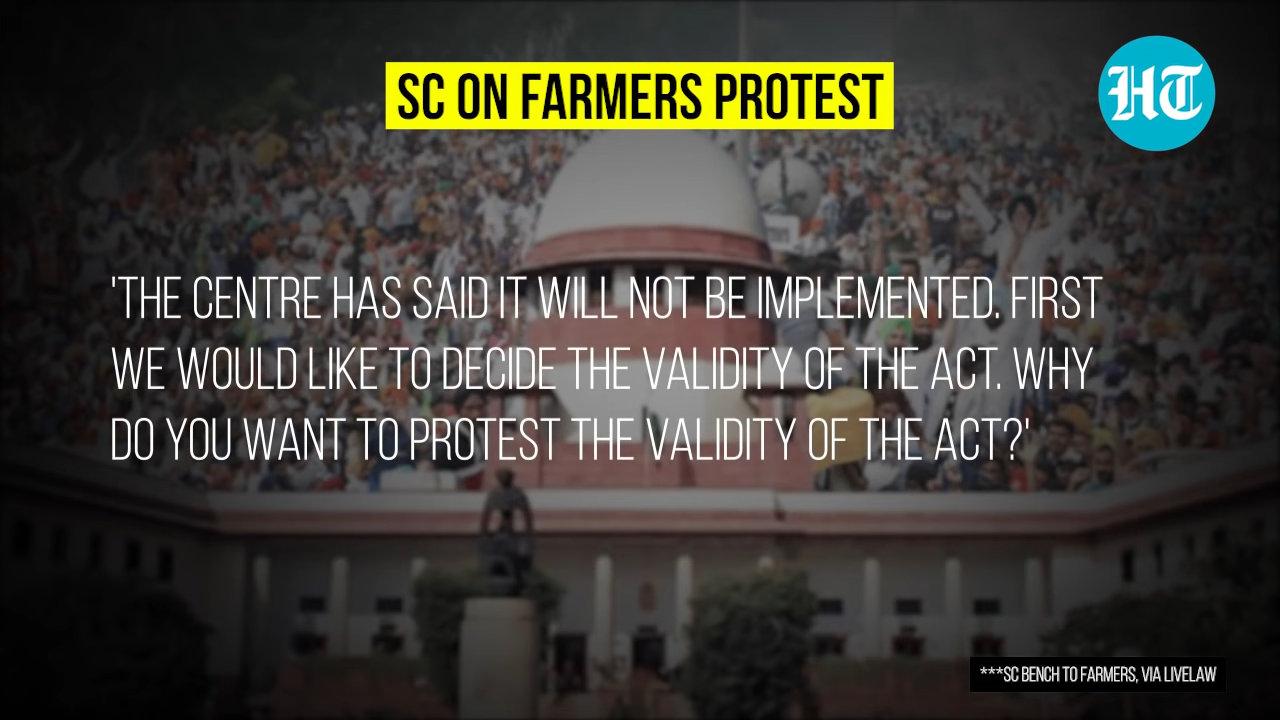 SC ON FARMERS PROTEST
HT
'THE CENTRE HAS SAID IT WILL NOT BE IMPLEMENTED. FIRST
WE WOULD LIKE TO DECIDE THE VALIDITY OF THE ACT. WHY
DO YOU WANT TO PROTEST THE VALIDITY OF THE ACT?'
***SC BENCH TO FARMERS, VIA LIVELAW